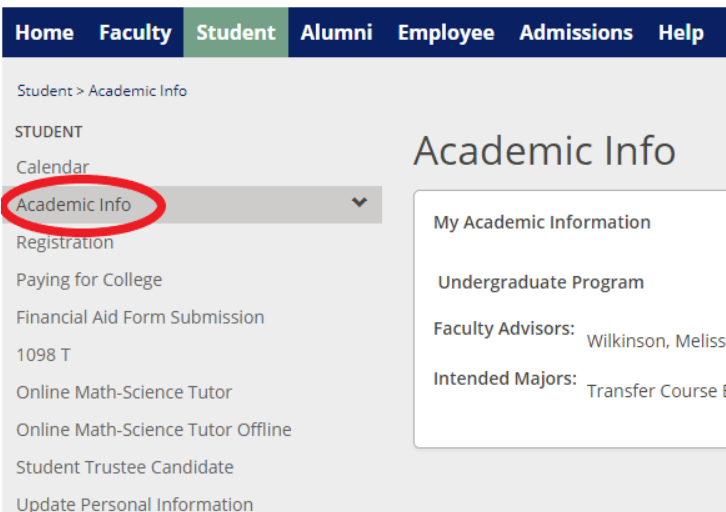 Home Faculty Student Alumni Employee Admissions Help
Student > Academic Info
STUDENT
Calendar
Academic Info
Registration
Paying for College
Financial Aid Form Submission
1098 T
Online Math-Science Tutor
Online Math-Science Tutor Offline
Student Trustee Candidate
Update Personal Information
Academic Info
My Academic Information
Undergraduate Program
Faculty Advisors: Wilkinson, Meliss
Intended Majors: Transfer Course